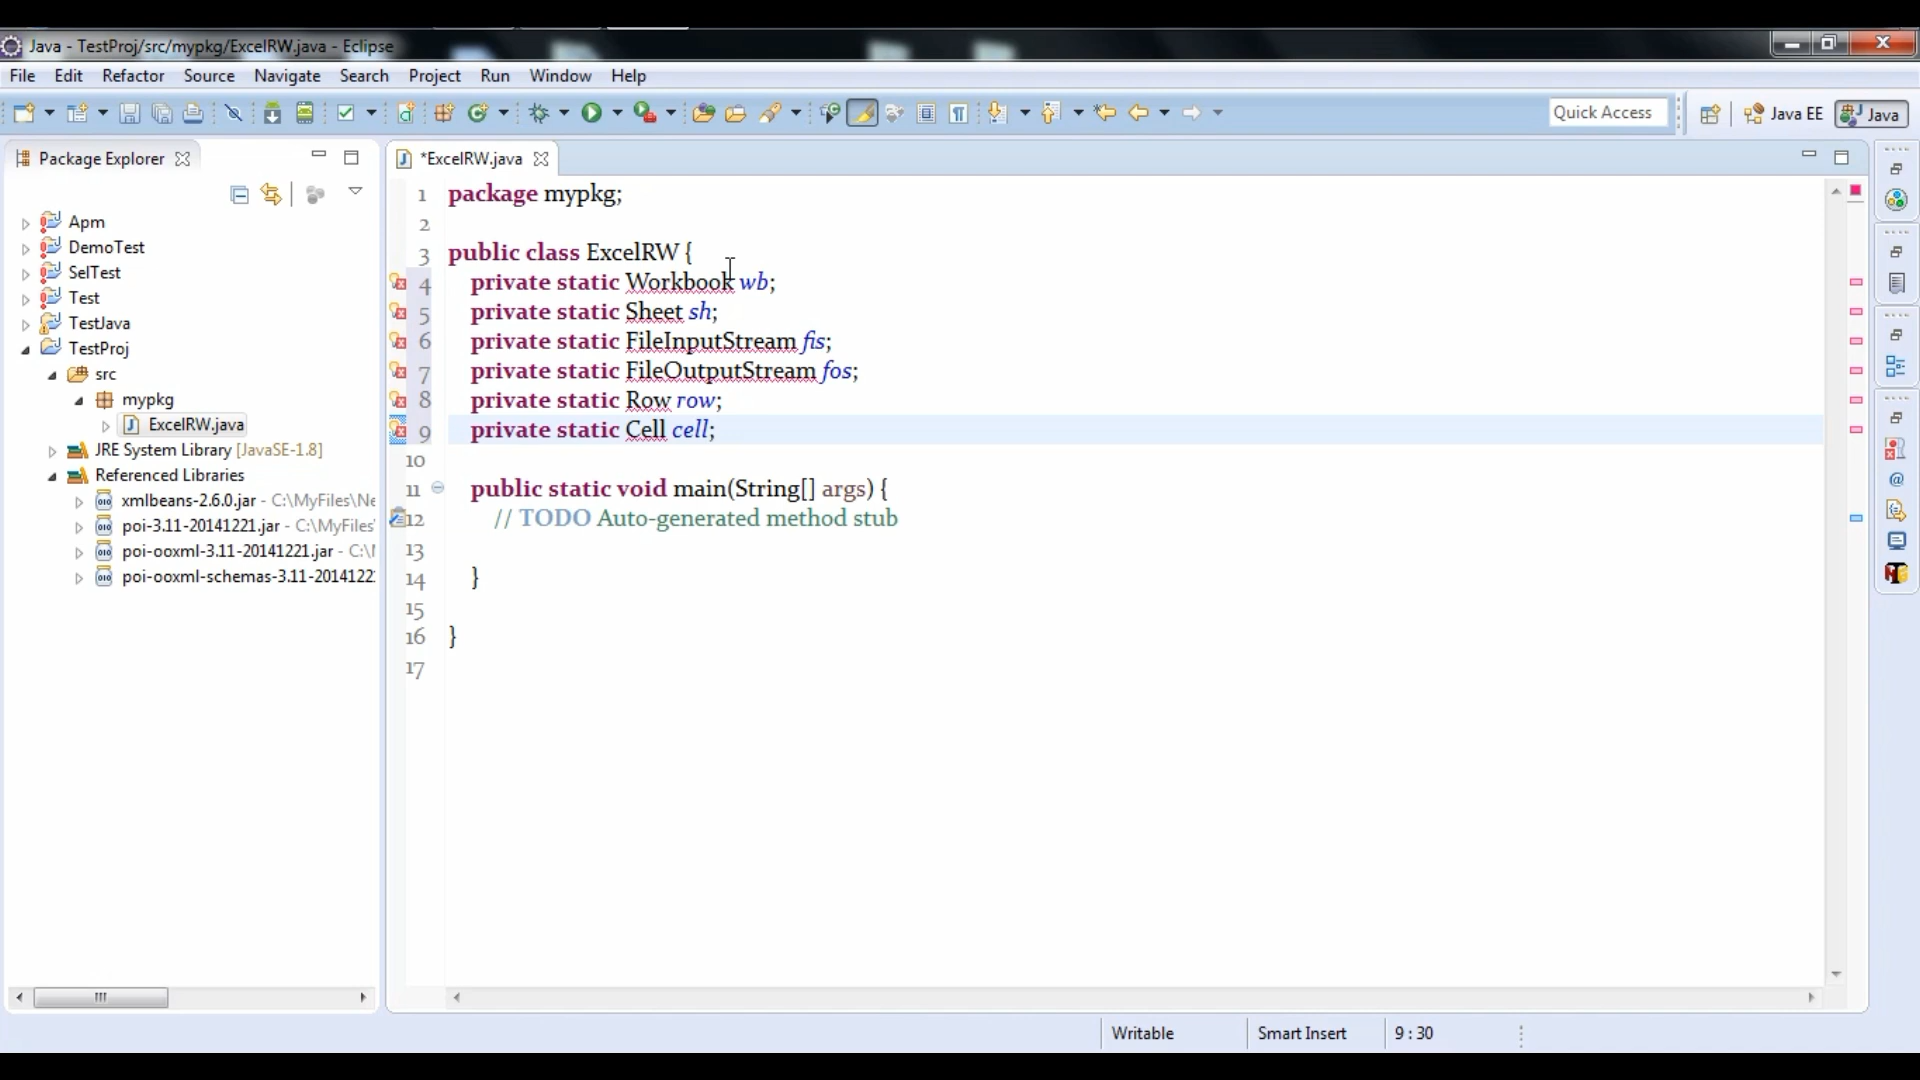 Java - TestProj/src/mypkg/ExcelRW.java - Eclipse
File Edit Refactor Source Navigate Search Project Run Window Help
Quick Access Java EE Java
Package Explorer
Apm
DemoTest
SelTest
Test
TestJava
TestProj
src
mypkg
ExcelRW.java
JRE System Library [JavaSE-1.8]
Referenced Libraries
xmlbeans-2.6.0.jar - C:\MyFiles\Ne
poi-3.11-20141221.jar - C:\MyFiles\
poi-ooxml-3.11-20141221.jar - C:\
poi-ooxml-schemas-3.11-2014122
*ExcelRW.java
1 package mypkg;
2
3 public class ExcelRW {
4 private static Workbook wb;
5 private static Sheet sh;
6 private static FileInputStream fis;
7 private static FileOutputStream fos;
8 private static Row row;
9 private static Cell cell;
10
11 public static void main(String[] args) {
12 // TODO Auto-generated method stub
13
14 }
15
16 }
17
Writable Smart Insert 9 : 30